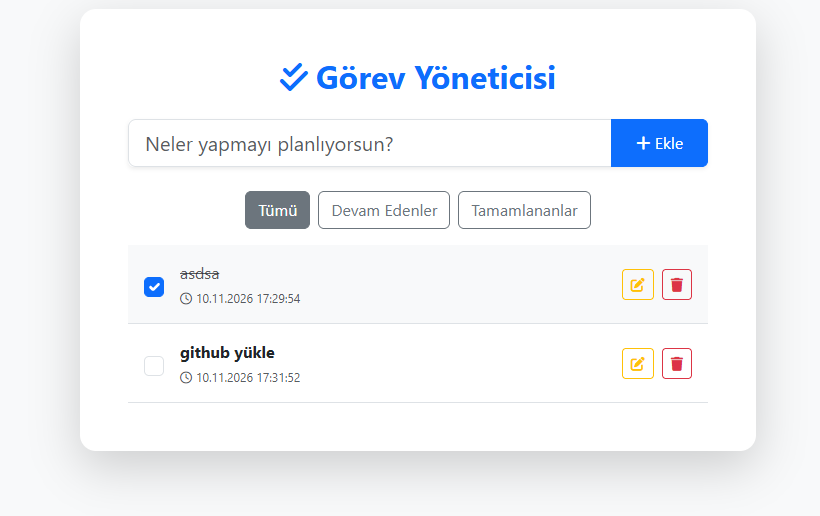 Görev Yöneticisi
Neler yapmayı planlıyorsun?
Ekle
Tümü
Devam Edenler
Tamamlananlar
asdsa
10.11.2026 17:29:54
github yükle
10.11.2026 17:31:52